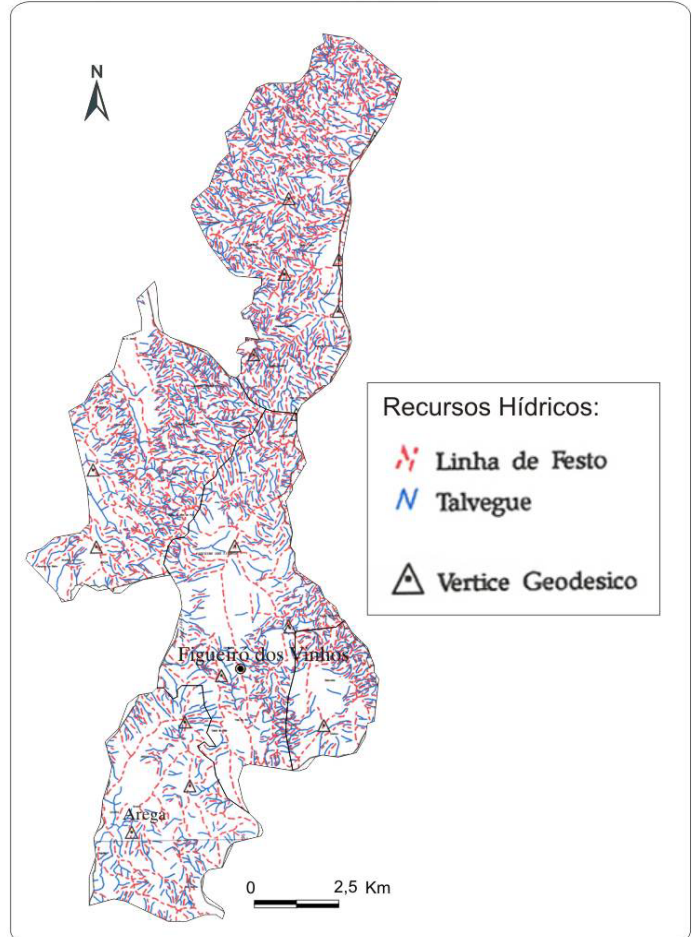 N
Recursos Hídricos:
Linha de Festo
Talvegue
Vertice Geodesico
Figueiró dos Vinhos
Arega
0 2,5 Km